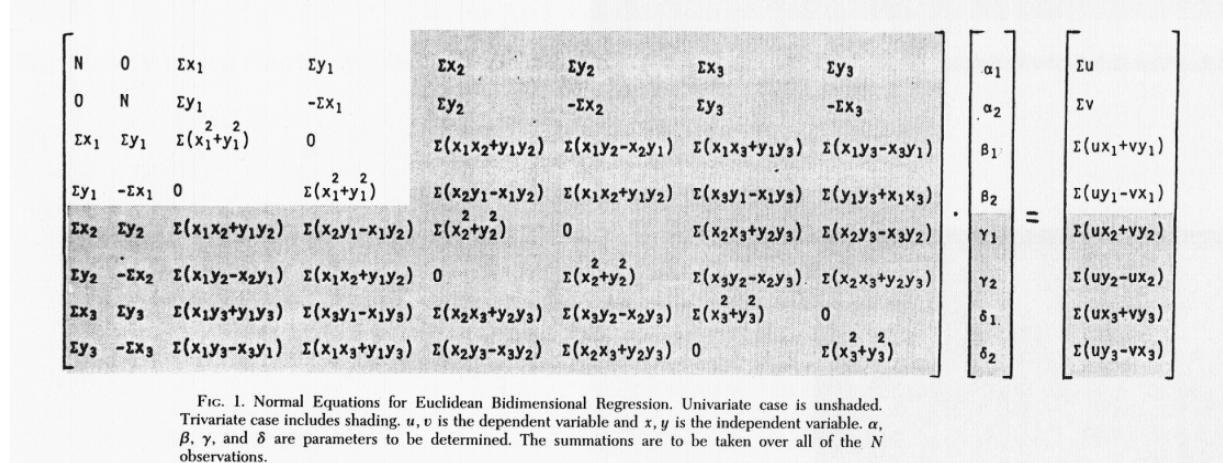 N 0 Σx₁ Σy₁ Σx₂ Σy₂ Σx₃ Σy₃ α₁ Σu
0 N Σy₁ -Σx₁ Σy₂ -Σx₂ Σy₃ -Σx₃ α₂ Σv
Σx₁ Σy₁ Σ(x₁²+y₁²) 0 Σ(x₁x₂+y₁y₂) Σ(x₁y₂-x₂y₁) Σ(x₁x₃+y₁y₃) Σ(x₁y₃-x₃y₁) β₁ Σ(ux₁+vy₁)
Σy₁ -Σx₁ 0 Σ(x₁²+y₁²) Σ(x₂y₁-x₁y₂) Σ(x₁x₂+y₁y₂) Σ(x₃y₁-x₁y₃) Σ(y₁y₃+x₁x₃) β₂ Σ(uy₁-vx₁)
Σx₂ Σy₂ Σ(x₁x₂+y₁y₂) Σ(x₂y₁-x₁y₂) Σ(x₂²+y₂²) 0 Σ(x₂x₃+y₂y₃) Σ(x₂y₃-x₃y₂) · γ₁ = Σ(ux₂+vy₂)
Σy₂ -Σx₂ Σ(x₁y₂-x₂y₁) Σ(x₁x₂+y₁y₂) 0 Σ(x₂²+y₂²) Σ(x₃y₂-x₂y₃) Σ(x₂x₃+y₂y₃) γ₂ Σ(uy₂-ux₂)
Σx₃ Σy₃ Σ(x₁y₃+y₁y₃) Σ(x₃y₁-x₁y₃) Σ(x₂x₃+y₂y₃) Σ(x₃y₂-x₂y₃) Σ(x₃²+y₃²) 0 δ₁ Σ(ux₃+vy₃)
Σy₃ -Σx₃ Σ(x₁y₃-x₃y₁) Σ(x₁x₃+y₁y₃) Σ(x₂y₃-x₃y₂) Σ(x₂x₃+y₂y₃) 0 Σ(x₃²+y₃²) δ₂ Σ(uy₃-vx₃)
FIG. 1. Normal Equations for Euclidean Bidimensional Regression. Univariate case is unshaded.
Trivariate case includes shading. u, v is the dependent variable and x, y is the independent variable. α,
β, γ, and δ are parameters to be determined. The summations are to be taken over all of the N
observations.